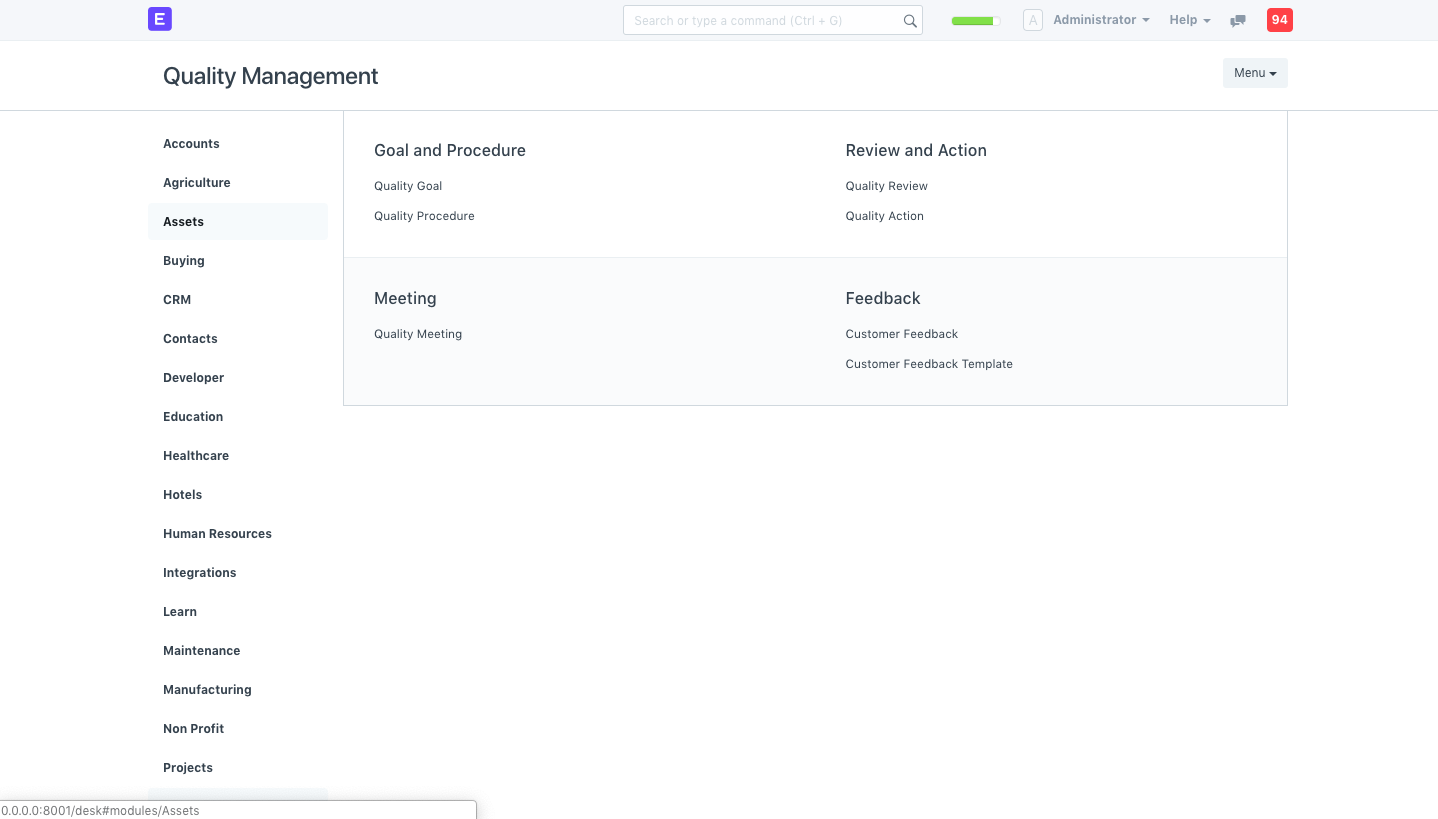 E
Search or type a command (Ctrl + G)
A
Administrator
Help
94
Quality Management
Menu
Accounts
Agriculture
Assets
Buying
CRM
Contacts
Developer
Education
Healthcare
Hotels
Human Resources
Integrations
Learn
Maintenance
Manufacturing
Non Profit
Projects
Goal and Procedure
Quality Goal
Quality Procedure
Review and Action
Quality Review
Quality Action
Meeting
Quality Meeting
Feedback
Customer Feedback
Customer Feedback Template
0.0.0.0:8001/desk#modules/Assets